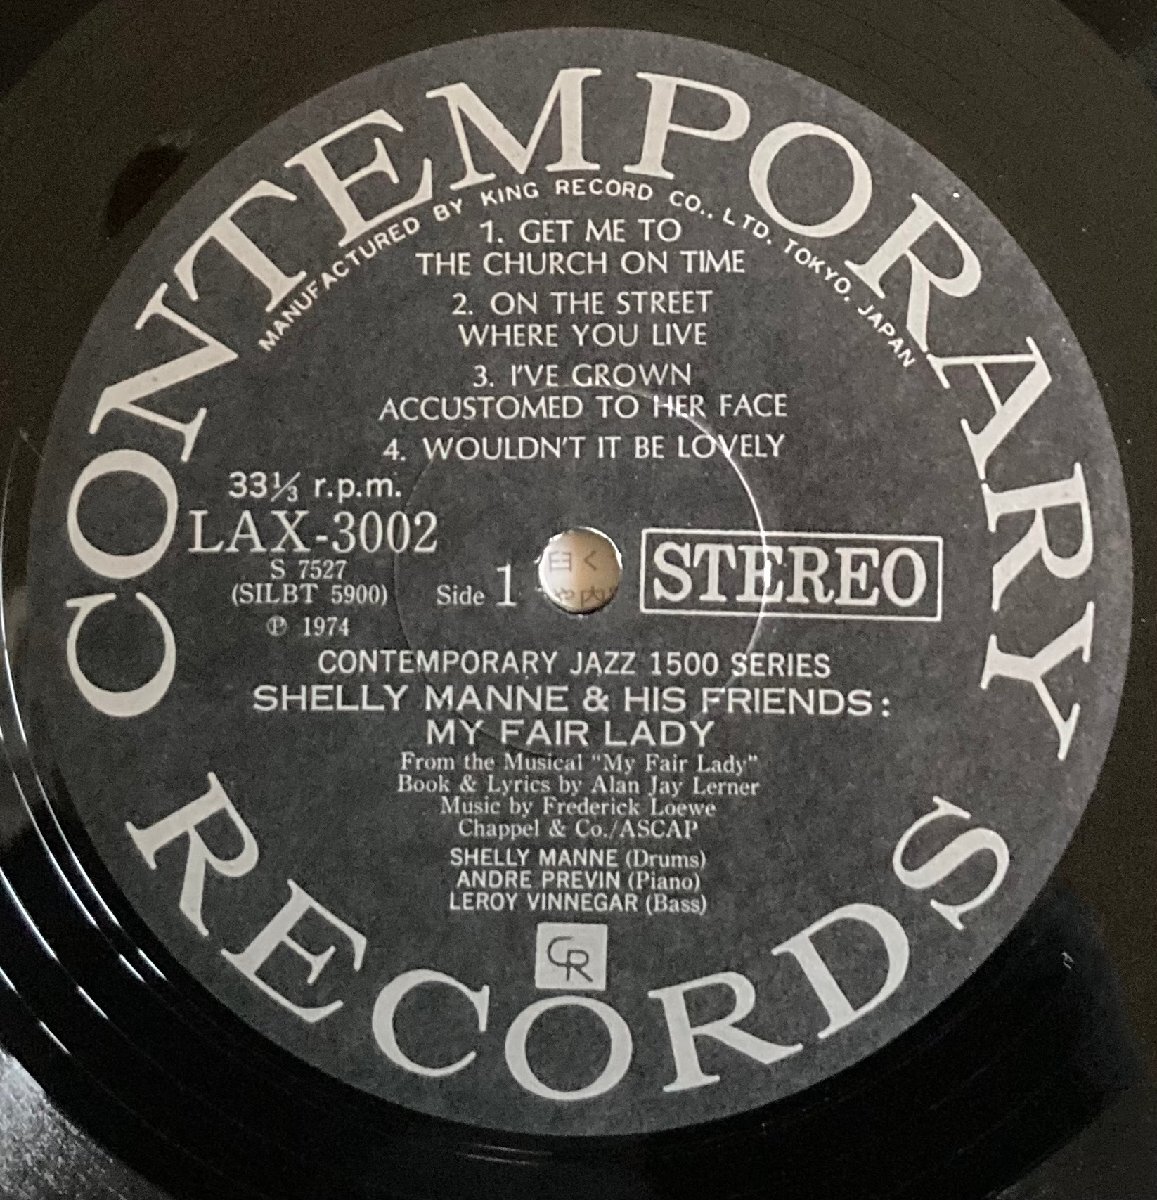 CONTEMPORARY
MANUFACTURED BY KING RECORD CO., LTD. TOKYO. JAPAN
1. GET ME TO
THE CHURCH ON TIME
2. ON THE STREET
WHERE YOU LIVE
3. I'VE GROWN
ACCUSTOMED TO HER FACE
4. WOULDN'T IT BE LOVELY
33⅓ r.p.m.
LAX-3002
S 7527
(SILBT 5900)
℗ 1974
Side 1
STEREO
CONTEMPORARY JAZZ 1500 SERIES
SHELLY MANNE & HIS FRIENDS:
MY FAIR LADY
From the Musical "My Fair Lady"
Book & Lyrics by Alan Jay Lerner
Music by Frederick Loewe
Chappel & Co./ASCAP
SHELLY MANNE (Drums)
ANDRE PREVIN (Piano)
LEROY VINNEGAR (Bass)
CR
RECORDS